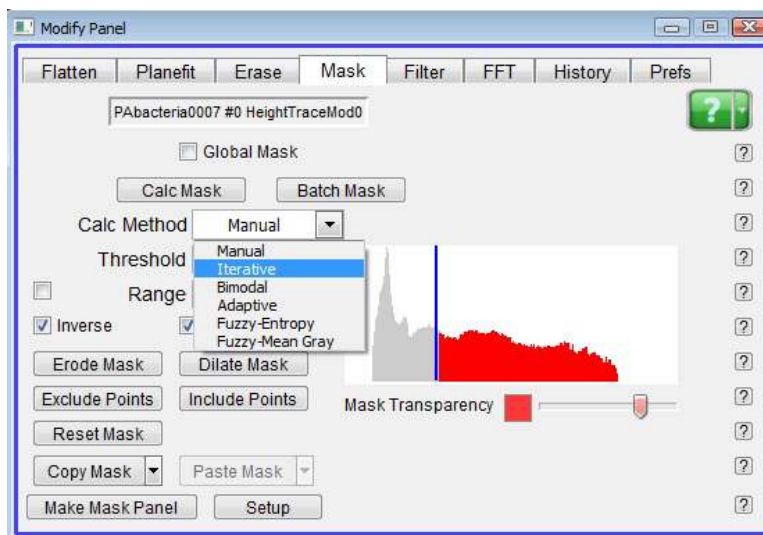 Modify Panel
Flatten Planefit Erase Mask Filter FFT History Prefs
PAbacteria0007 #0 HeightTraceMod0
?
Global Mask ?
Calc Mask Batch Mask ?
Calc Method Manual ?
Threshold Manual ?
Iterative
Range Bimodal ?
Adaptive
Inverse Fuzzy-Entropy ?
Fuzzy-Mean Gray
Erode Mask Dilate Mask ?
Exclude Points Include Points Mask Transparency ?
Reset Mask ?
Copy Mask Paste Mask ?
Make Mask Panel Setup ?